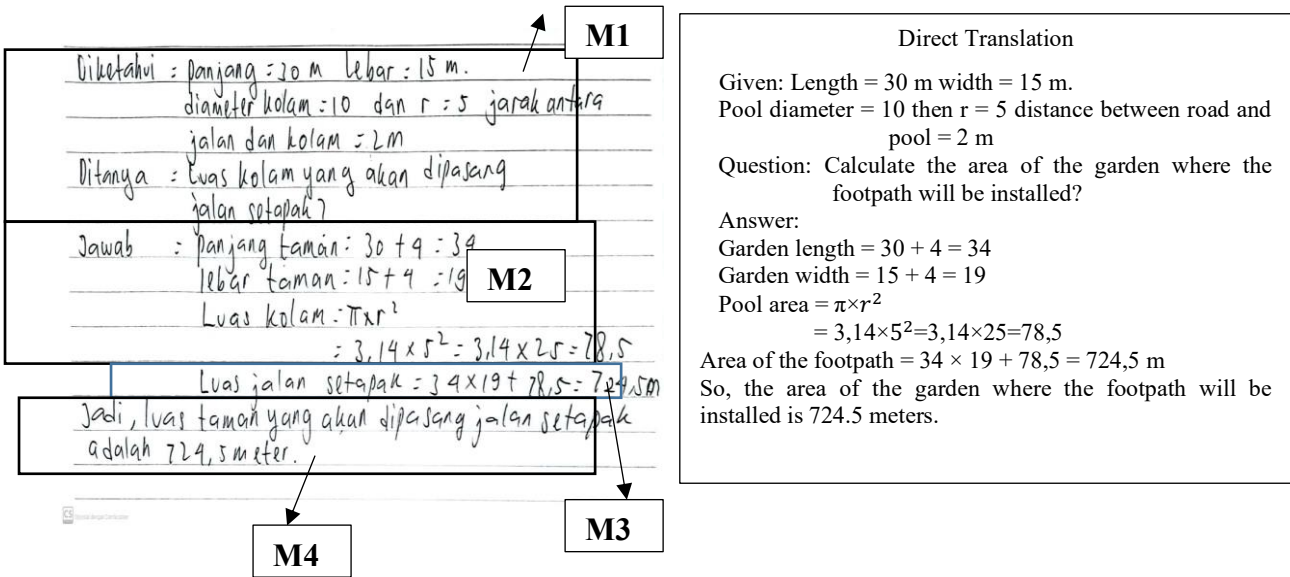 M1
Diketahui : panjang = 30 m lebar : 15 m.
diameter kolam = 10 dan r = 5 jarak antara
jalan dan kolam = 2m
Ditanya : Luas kolam yang akan dipasang
jalan setapak?
Jawab : panjang taman = 30 + 4 = 34
lebar taman = 15 + 4 = 19
M2
Luas kolam = πxr²
= 3,14 × 5² = 3,14 × 25 = 78,5
Luas jalan setapak = 34×19 + 78,5 = 724,5m
Jadi, luas taman yang akan dipasang jalan setapak
adalah 724,5 meter.
M3
M4
Direct Translation
Given: Length = 30 m width = 15 m.
Pool diameter = 10 then r = 5 distance between road and
pool = 2 m
Question: Calculate the area of the garden where the
footpath will be installed?
Answer:
Garden length = 30 + 4 = 34
Garden width = 15 + 4 = 19
Pool area = π×r²
= 3,14×5²=3,14×25=78,5
Area of the footpath = 34 × 19 + 78,5 = 724,5 m
So, the area of the garden where the footpath will be
installed is 724.5 meters.
CS